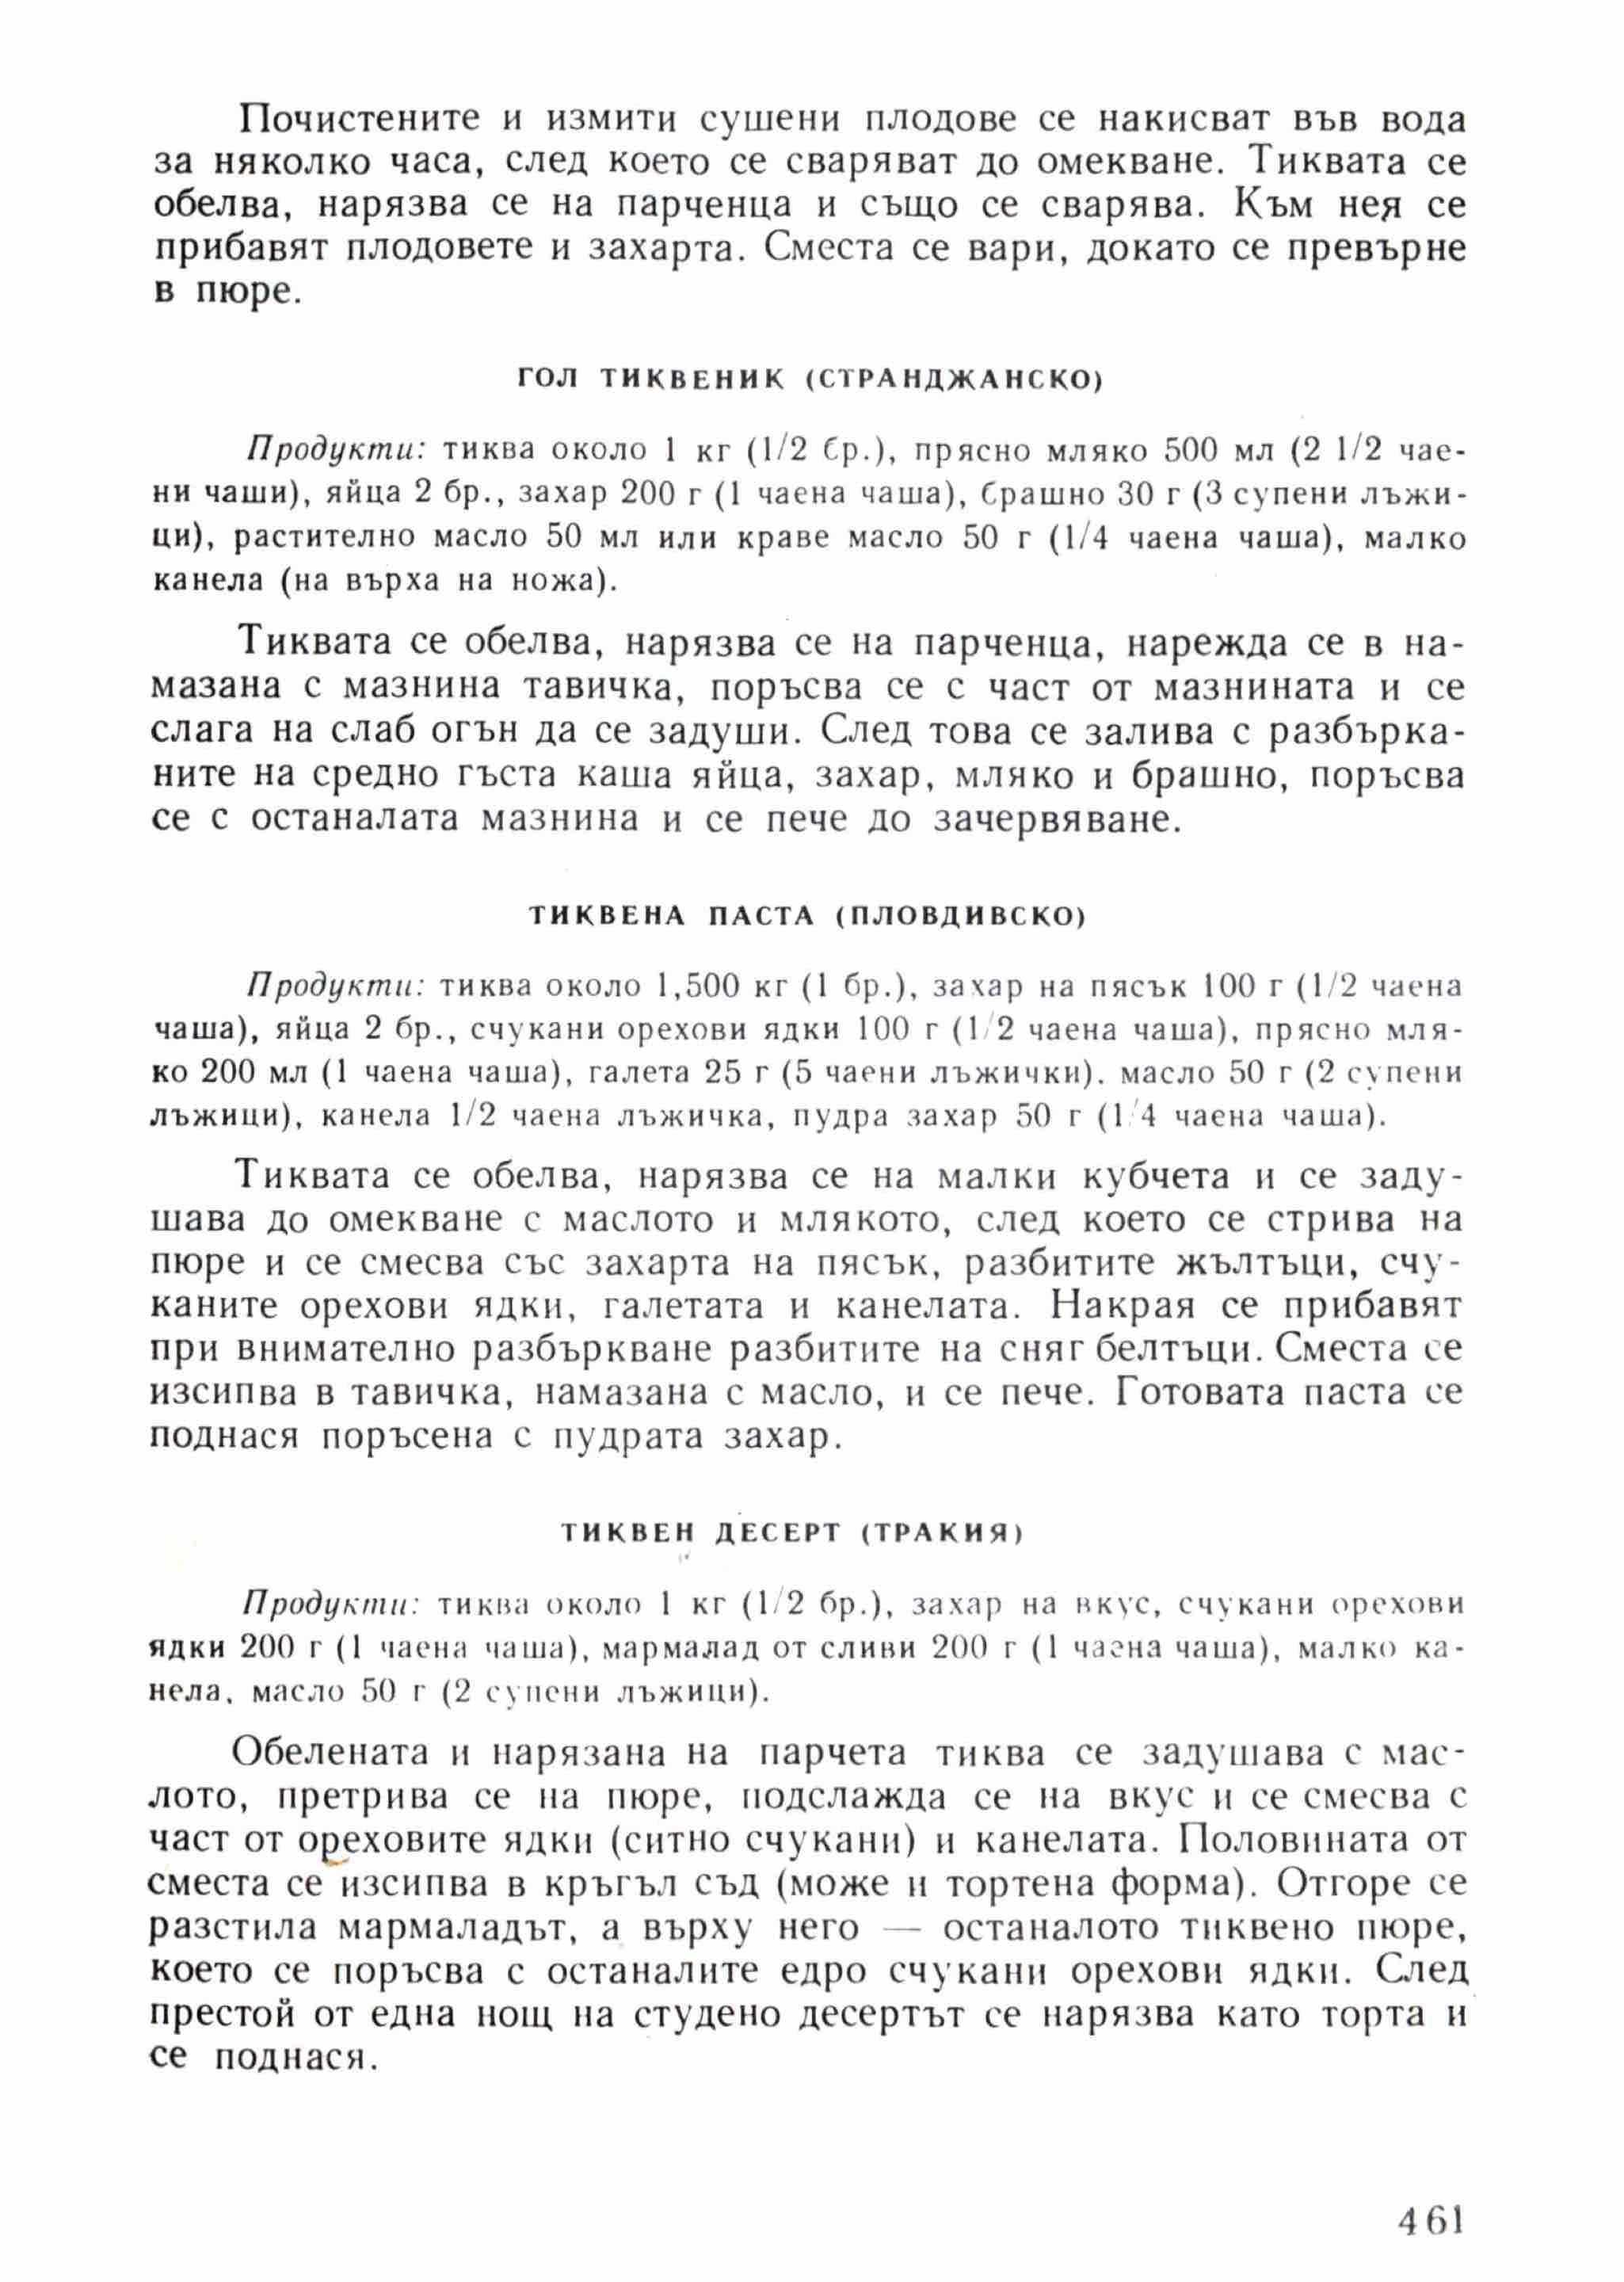 Почистените и измити сушени плодове се накисват във вода
за няколко часа, след което се сваряват до омекване. Тиквата се
обелва, нарязва се на парченца и също се сварява. Към нея се
прибавят плодовете и захарта. Сместа се вари, докато се превърне
в пюре.
ГОЛ ТИКВЕНИК (СТРАНДЖАНСКО)
Продукти: тиква около 1 кг (1/2 бр.), прясно мляко 500 мл (2 1/2 чае-
ни чаши), яйца 2 бр., захар 200 г (1 чаена чаша), брашно 30 г (3 супени лъжи-
ци), растително масло 50 мл или краве масло 50 г (1/4 чаена чаша), малко
канела (на върха на ножа).
Тиквата се обелва, нарязва се на парченца, нарежда се в на-
мазана с мазнина тавичка, поръсва се с част от мазнината и се
слага на слаб огън да се задуши. След това се залива с разбърка-
ните на средно гъста каша яйца, захар, мляко и брашно, поръсва
се с останалата мазнина и се пече до зачервяване.
ТИКВЕНА ПАСТА (ПЛОВДИВСКО)
Продукти: тиква около 1,500 кг (1 бр.), захар на пясък 100 г (1/2 чаена
чаша), яйца 2 бр., счукани орехови ядки 100 г (1/2 чаена чаша), прясно мля-
ко 200 мл (1 чаена чаша), галета 25 г (5 чаени лъжички). масло 50 г (2 супени
лъжици), канела 1/2 чаена лъжичка, пудра захар 50 г (1/4 чаена чаша).
Тиквата се обелва, нарязва се на малки кубчета и се заду-
шава до омекване с маслото и млякото, след което се стрива на
пюре и се смесва със захарта на пясък, разбитите жълтъци, счу-
каните орехови ядки, галетата и канелата. Накрая се прибавят
при внимателно разбъркване разбитите на сняг белтъци. Сместа се
изсипва в тавичка, намазана с масло, и се пече. Готовата паста се
поднася поръсена с пудрата захар.
ТИКВЕН ДЕСЕРТ (ТРАКИЯ)
Продукти: тиква около 1 кг (1/2 бр.), захар на вкус, счукани орехови
ядки 200 г (1 чаена чаша), мармалад от сливи 200 г (1 чаена чаша), малко ка-
нела, масло 50 г (2 супени лъжици).
Обелената и нарязана на парчета тиква се задушава с мас-
лото, претрива се на пюре, подслажда се на вкус и се смесва с
част от ореховите ядки (ситно счукани) и канелата. Половината от
сместа се изсипва в кръгъл съд (може и тортена форма). Отгоре се
разстила мармаладът, а върху него — останалото тиквено пюре,
което се поръсва с останалите едро счукани орехови ядки. След
престой от една нощ на студено десертът се нарязва като торта и
се поднася.
461